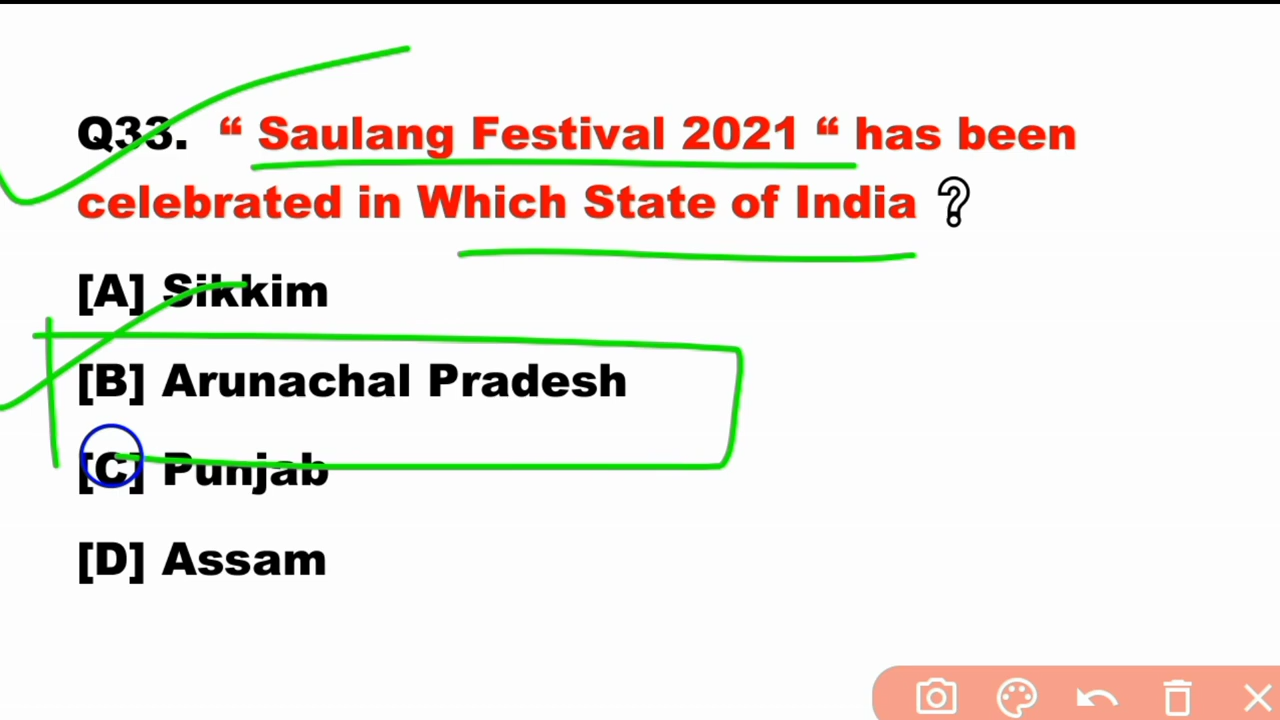 Q33. “ Saulang Festival 2021 “ has been
celebrated in Which State of India ?
[A] Sikkim
[B] Arunachal Pradesh
[C] Punjab
[D] Assam